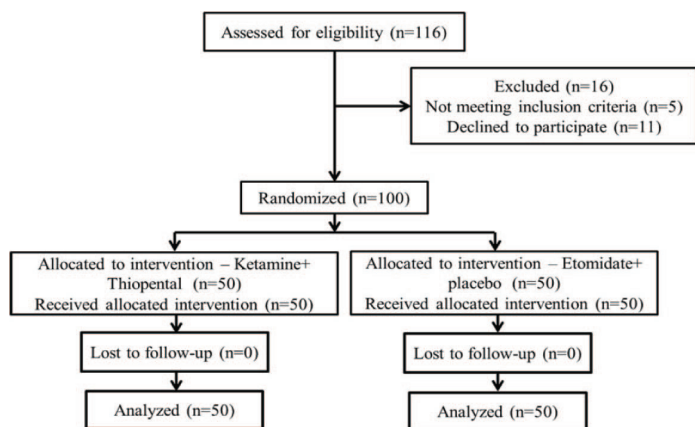 Assessed for eligibility (n=116)
Excluded (n=16)
Not meeting inclusion criteria (n=5)
Declined to participate (n=11)
Randomized (n=100)
Allocated to intervention – Ketamine+
Thiopental (n=50)
Received allocated intervention (n=50)
Allocated to intervention – Etomidate+
placebo (n=50)
Received allocated intervention (n=50)
Lost to follow-up (n=0)
Lost to follow-up (n=0)
Analyzed (n=50)
Analyzed (n=50)